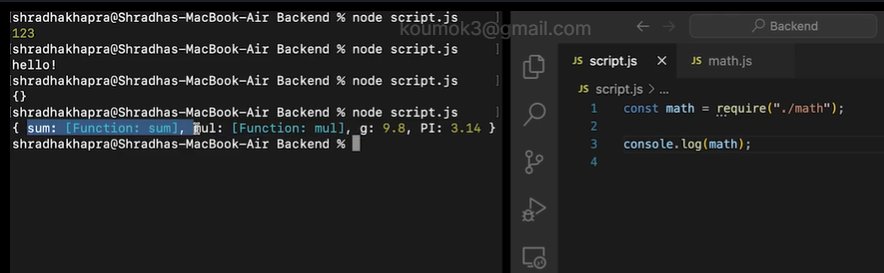 shradhakhapra@Shradhas-MacBook-Air Backend % node script.js
123
shradhakhapra@Shradhas-MacBook-Air Backend % node script.js
hello!
shradhakhapra@Shradhas-MacBook-Air Backend % node script.js
{}
shradhakhapra@Shradhas-MacBook-Air Backend % node script.js
{ sum: [Function: sum], mul: [Function: mul], g: 9.8, PI: 3.14 }
shradhakhapra@Shradhas-MacBook-Air Backend %
koumok3@gmail.com
Backend
script.js
math.js
script.js > ...
1 const math = require("./math");
2
3 console.log(math);
4